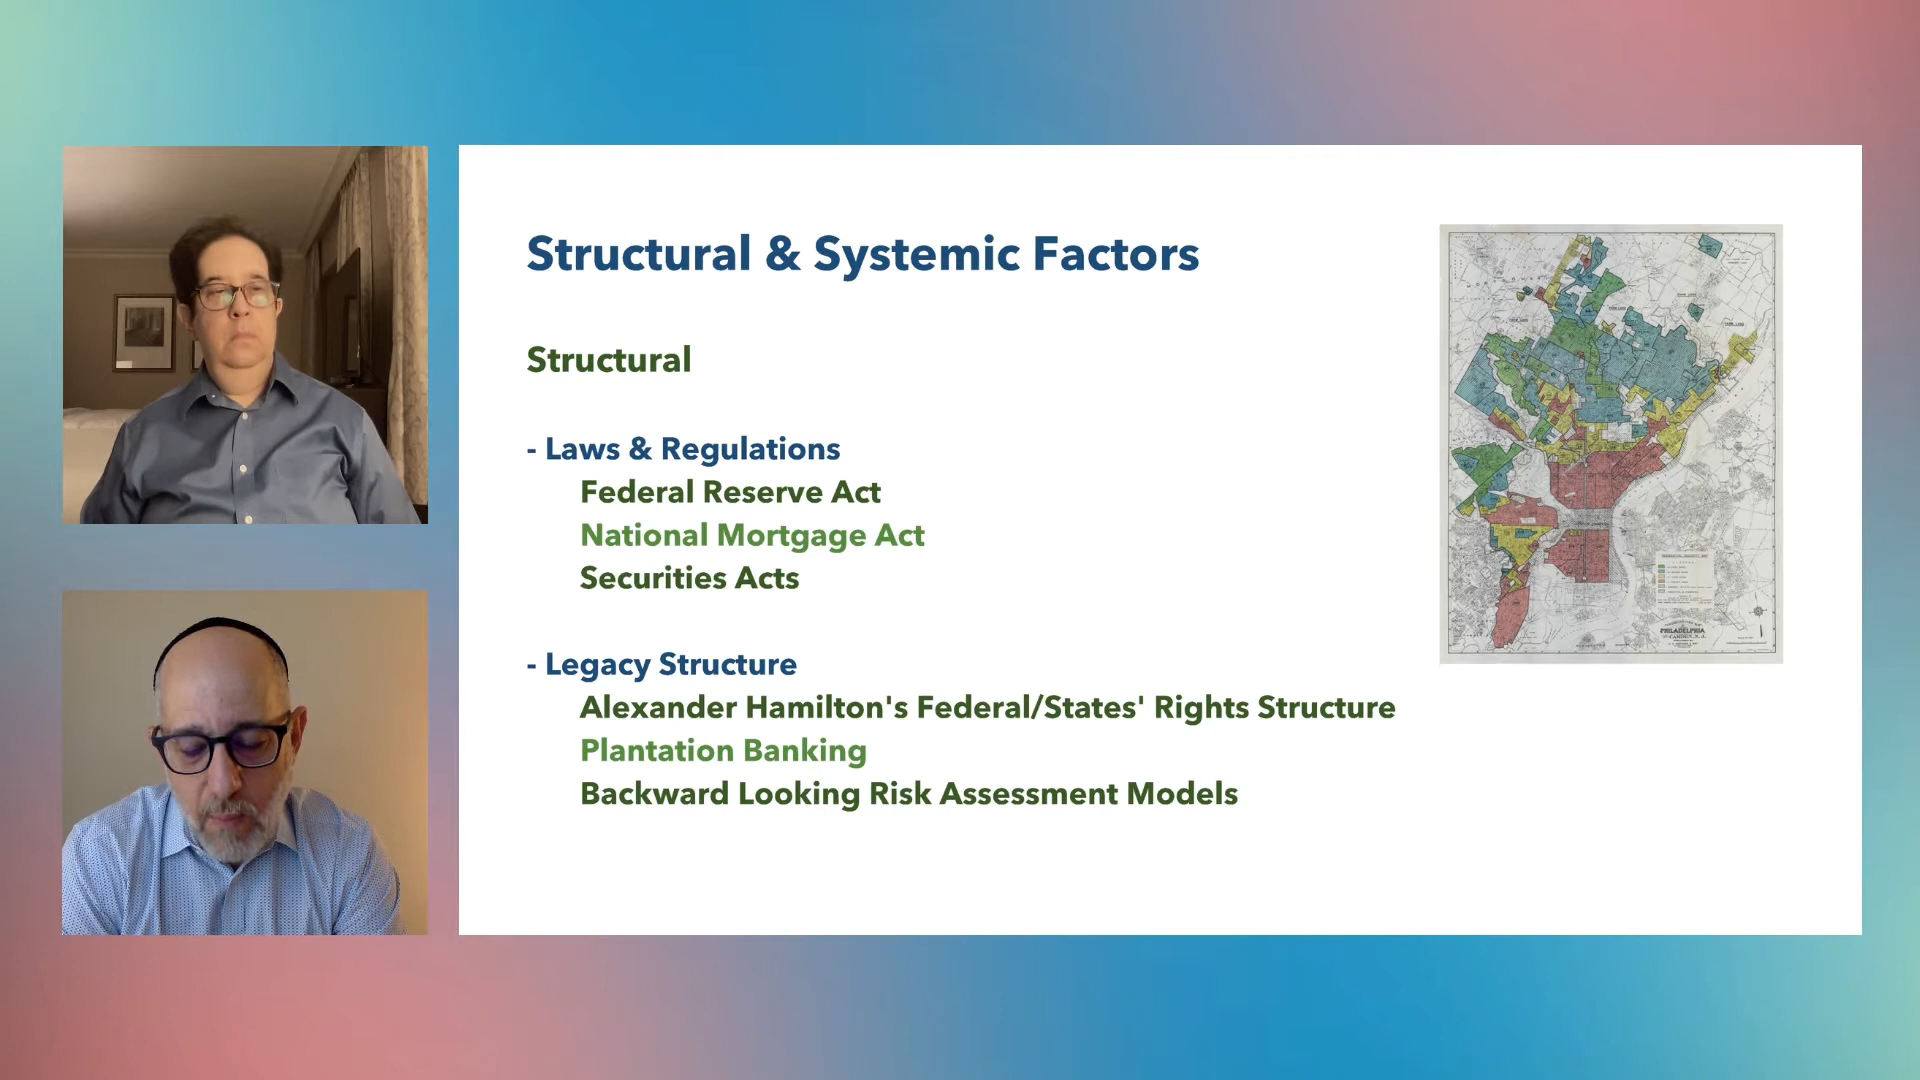 Structural & Systemic Factors
Structural
- Laws & Regulations
Federal Reserve Act
National Mortgage Act
Securities Acts
- Legacy Structure
Alexander Hamilton's Federal/States' Rights Structure
Plantation Banking
Backward Looking Risk Assessment Models
PHILADELPHIA